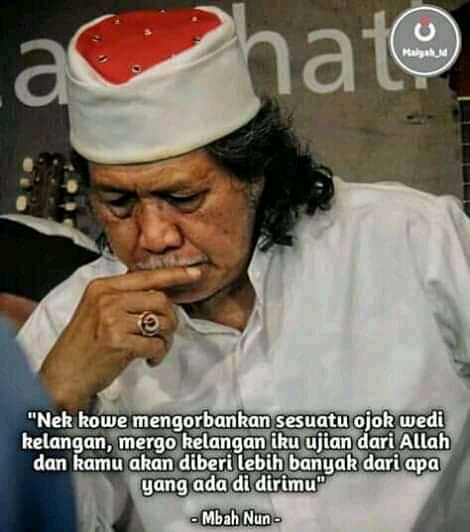 Maiyah_Id
a hati
"Nek kowe mengorbankan sesuatu ojok wedi
kelangan, mergo kelangan iku ujian dari Allah
dan kamu akan diberi lebih banyak dari apa
yang ada di dirimu"
- Mbah Nun -